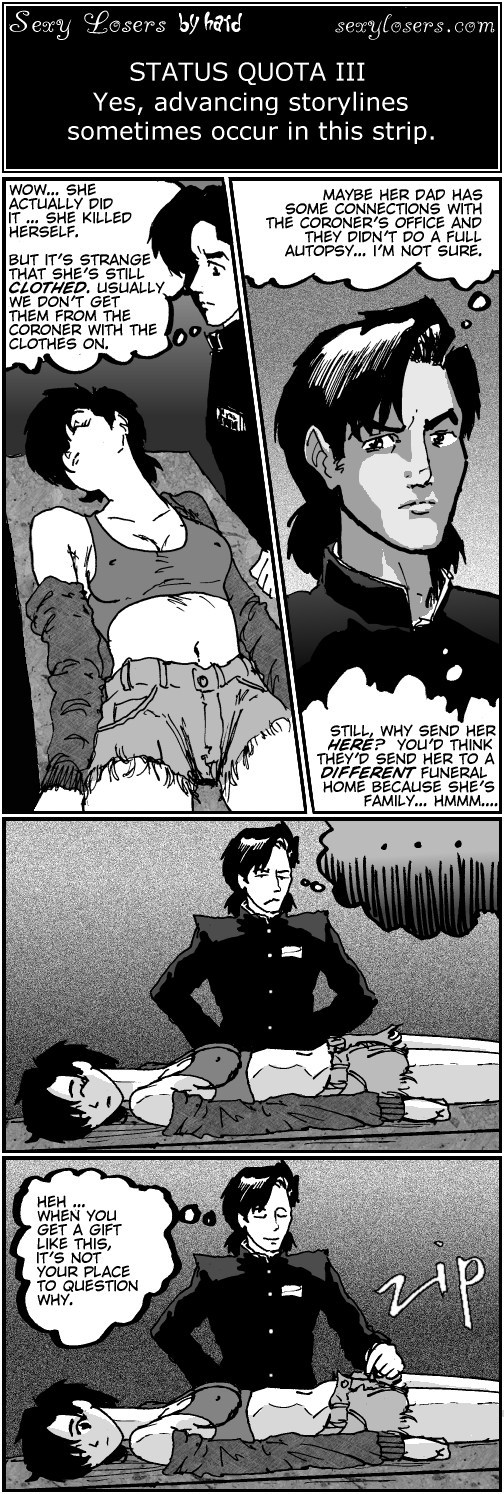 Sexy Losers by hard
sexylosers.com
STATUS QUOTA III
Yes, advancing storylines
sometimes occur in this strip.
WOW... SHE
ACTUALLY DID
IT ... SHE KILLED
HERSELF.
BUT IT'S STRANGE
THAT SHE'S STILL
CLOTHED. USUALLY
WE DON'T GET
THEM FROM THE
CORONER WITH THE
CLOTHES ON.
MAYBE HER DAD HAS
SOME CONNECTIONS WITH
THE CORONER'S OFFICE AND
THEY DIDN'T DO A FULL
AUTOPSY... I'M NOT SURE.
STILL, WHY SEND HER
HERE? YOU'D THINK
THEY'D SEND HER TO A
DIFFERENT FUNERAL
HOME BECAUSE SHE'S
FAMILY... HMMM....
. . .
HEH ...
WHEN YOU
GET A GIFT
LIKE THIS,
IT'S NOT
YOUR PLACE
TO QUESTION
WHY.
zip